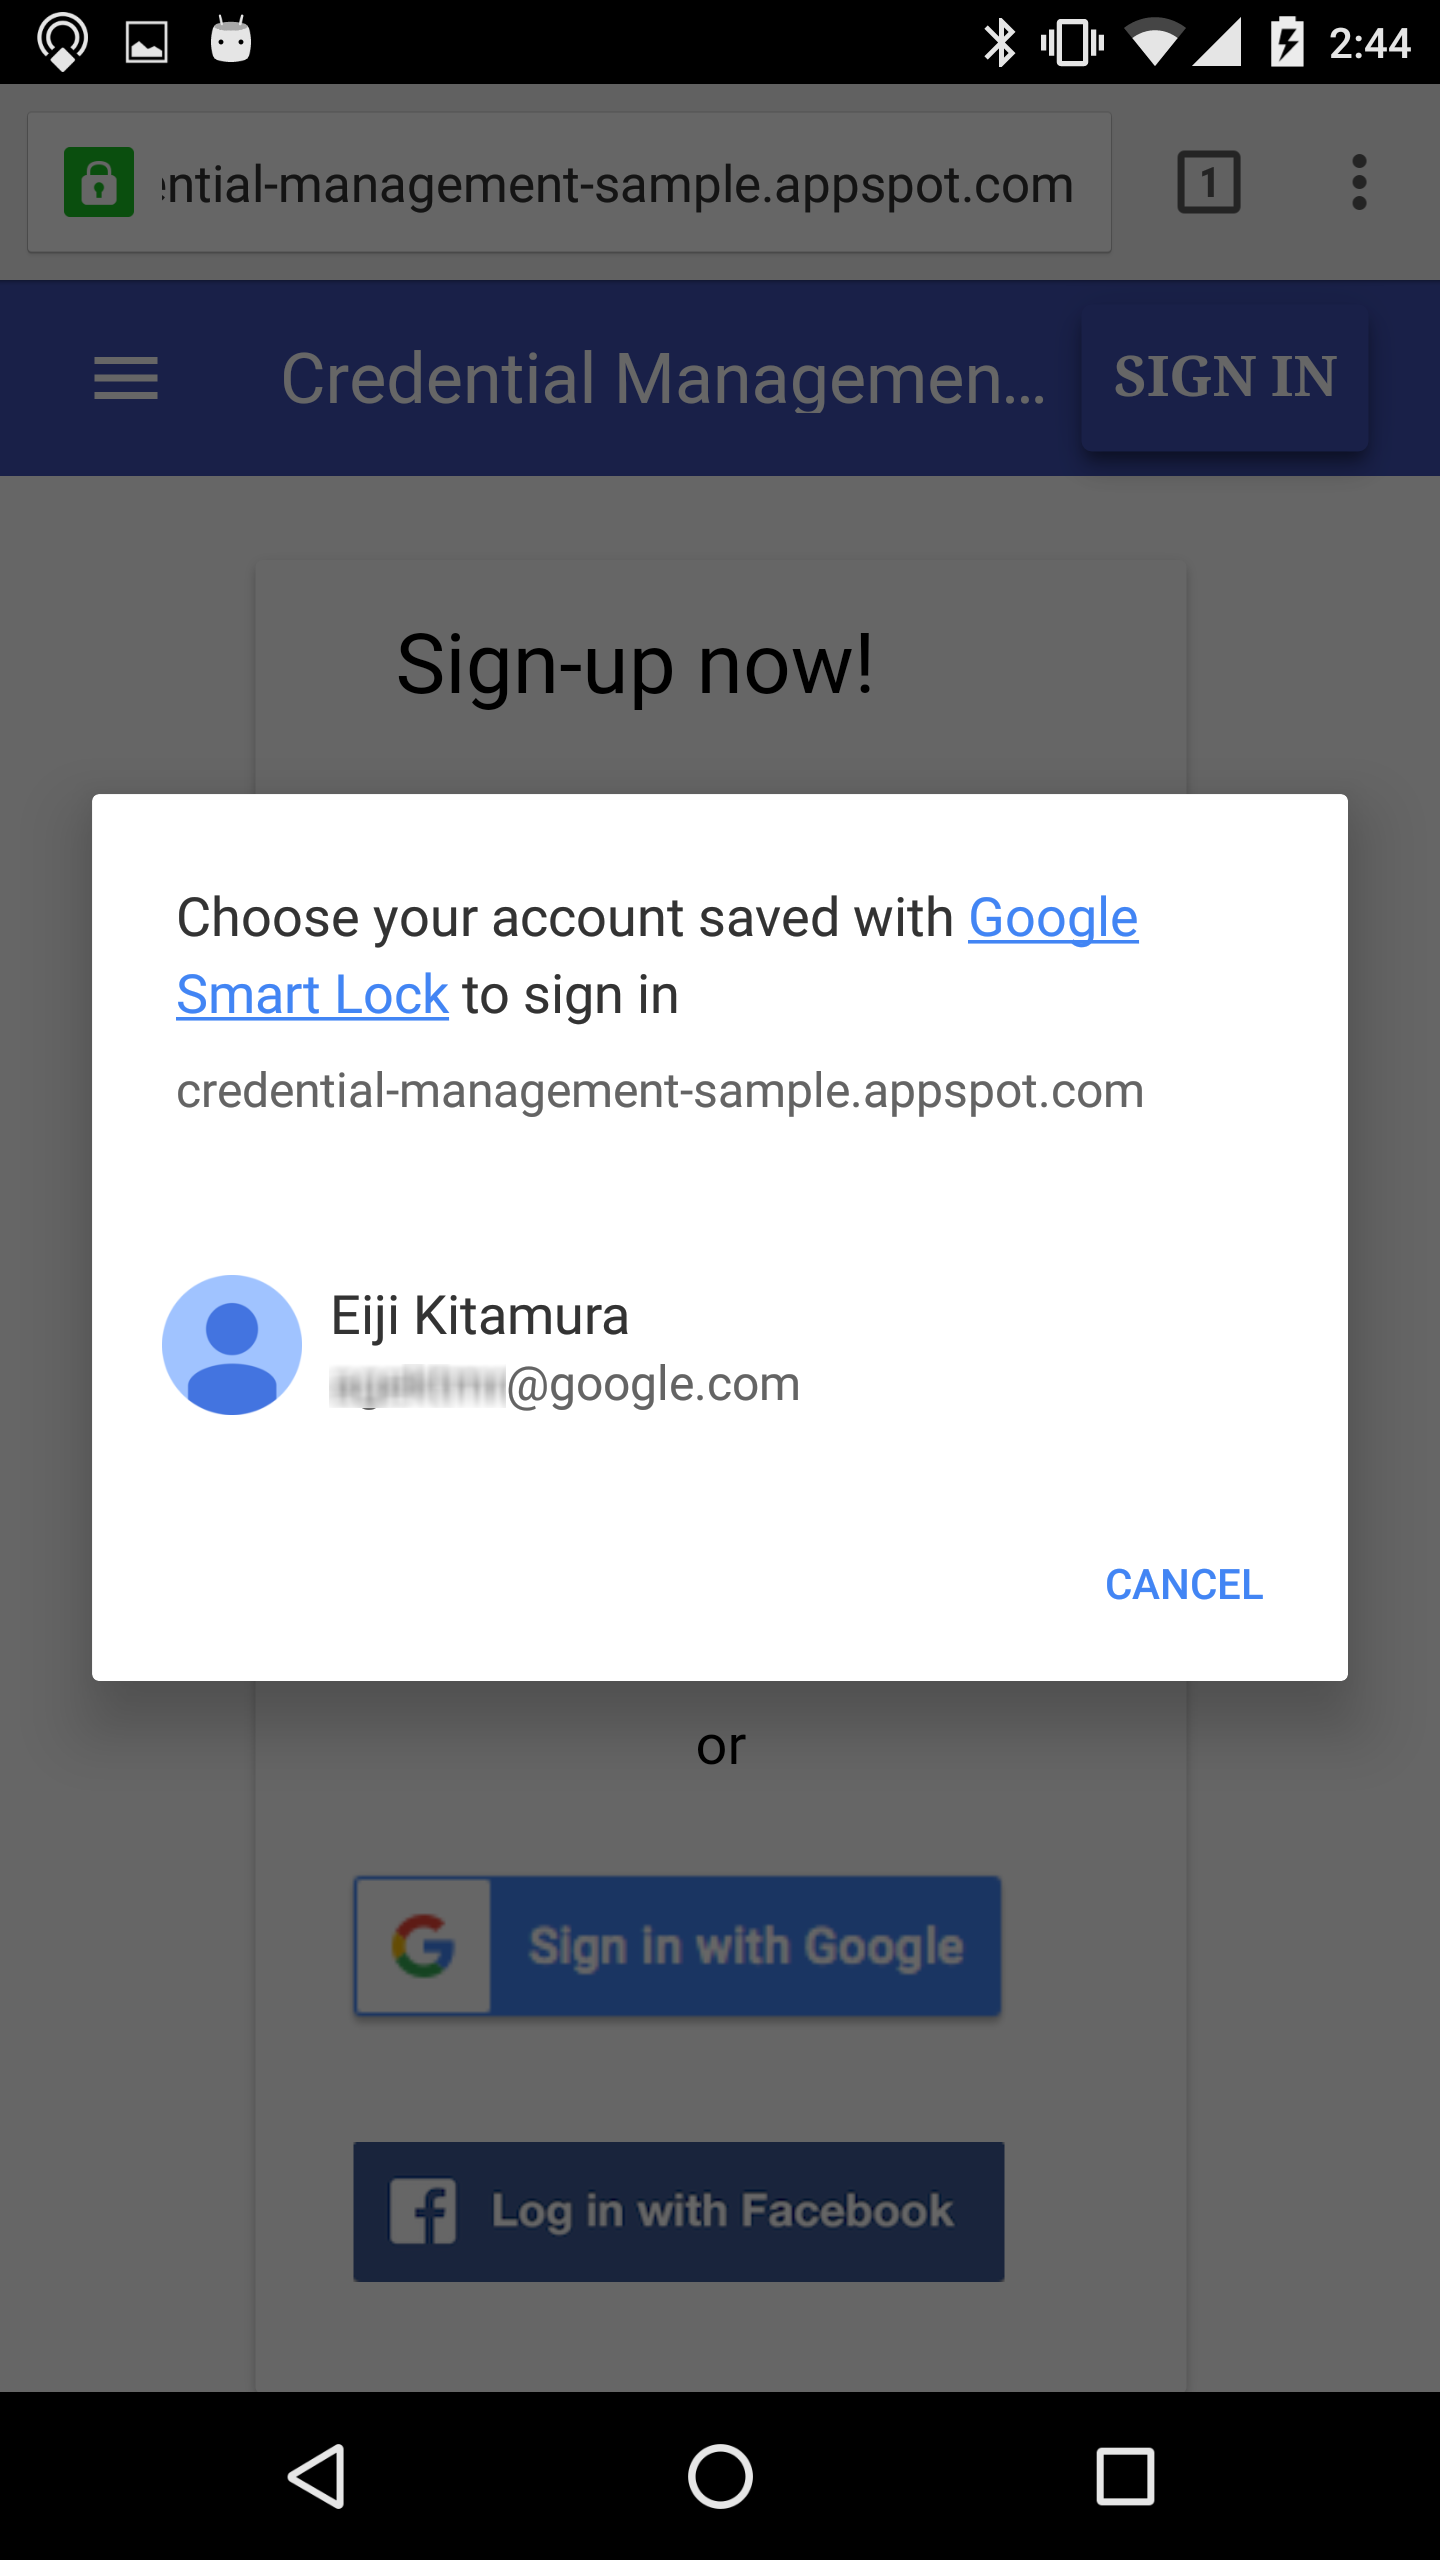 2:44
ntial-management-sample.appspot.com
1
Credential Managemen...
SIGN IN
Sign-up now!
Choose your account saved with Google
Smart Lock to sign in
credential-management-sample.appspot.com
Eiji Kitamura
@google.com
CANCEL
or
Sign in with Google
Log in with Facebook